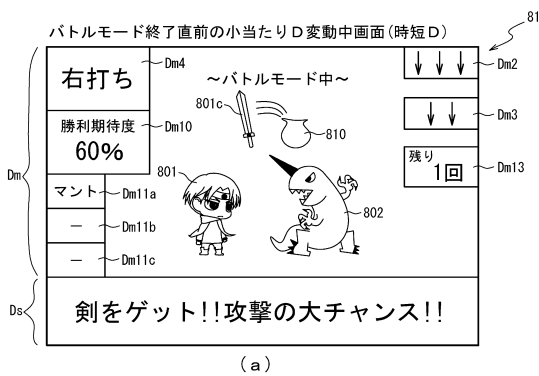 バトルモード終了直前の小当たりD変動中画面(時短D)
81
右打ち
Dm4
～バトルモード中～
Dm2
801c
810
Dm3
勝利期待度
60%
Dm10
残り
1回
Dm13
Dm
マント
Dm11a
801
802
－
Dm11b
－
Dm11c
Ds
剣をゲット!!攻撃の大チャンス!!
(a)